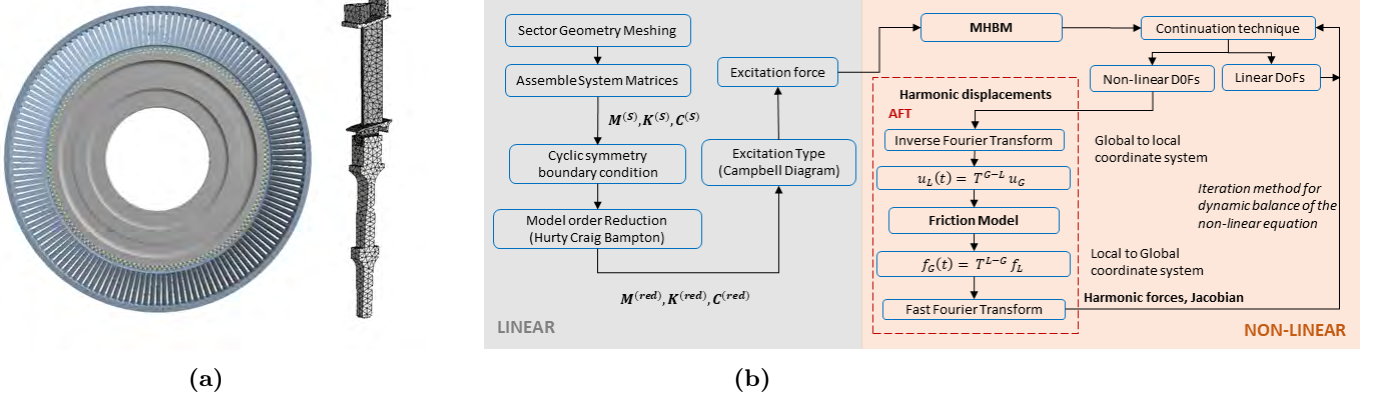 Sector Geometry Meshing
Assemble System Matrices
M^(S), K^(S), C^(S)
Cyclic symmetry
boundary condition
Model order Reduction
(Hurty Craig Bampton)
M^(red), K^(red), C^(red)
Excitation force
Excitation Type
(Campbell Diagram)
LINEAR
MHBM
Continuation technique
Non-linear D0Fs
Linear DoFs
Harmonic displacements
AFT
Inverse Fourier Transform
u_L(t) = T^{G−L} u_G
Friction Model
f_G(t) = T^{L−G} f_L
Fast Fourier Transform
Global to local
coordinate system
Iteration method for
dynamic balance of the
non-linear equation
Local to Global
coordinate system
Harmonic forces, Jacobian
NON-LINEAR
(a)
(b)